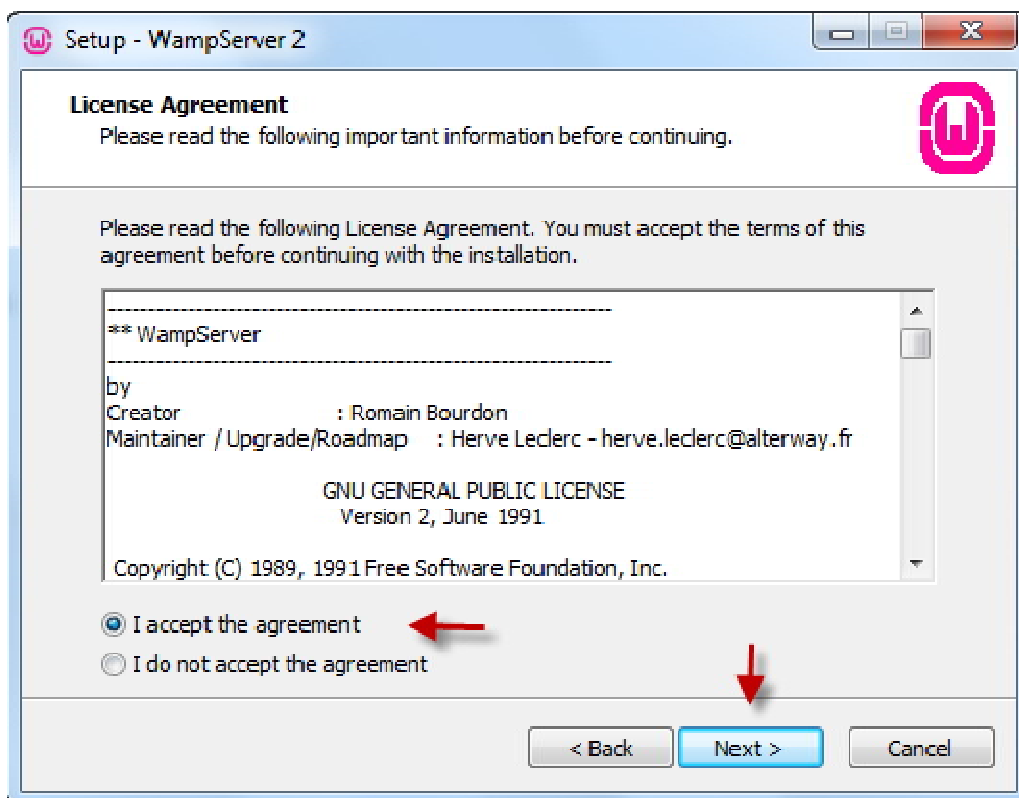 Setup - WampServer 2
License Agreement
Please read the following important information before continuing.
Please read the following License Agreement. You must accept the terms of this
agreement before continuing with the installation.
------------------------------------------------------------
** WampServer
------------------------------------------------------------
by
Creator : Romain Bourdon
Maintainer / Upgrade/Roadmap : Herve Leclerc - herve.leclerc@alterway.fr
GNU GENERAL PUBLIC LICENSE
Version 2, June 1991
Copyright (C) 1989, 1991 Free Software Foundation, Inc.
I accept the agreement
I do not accept the agreement
< Back Next > Cancel